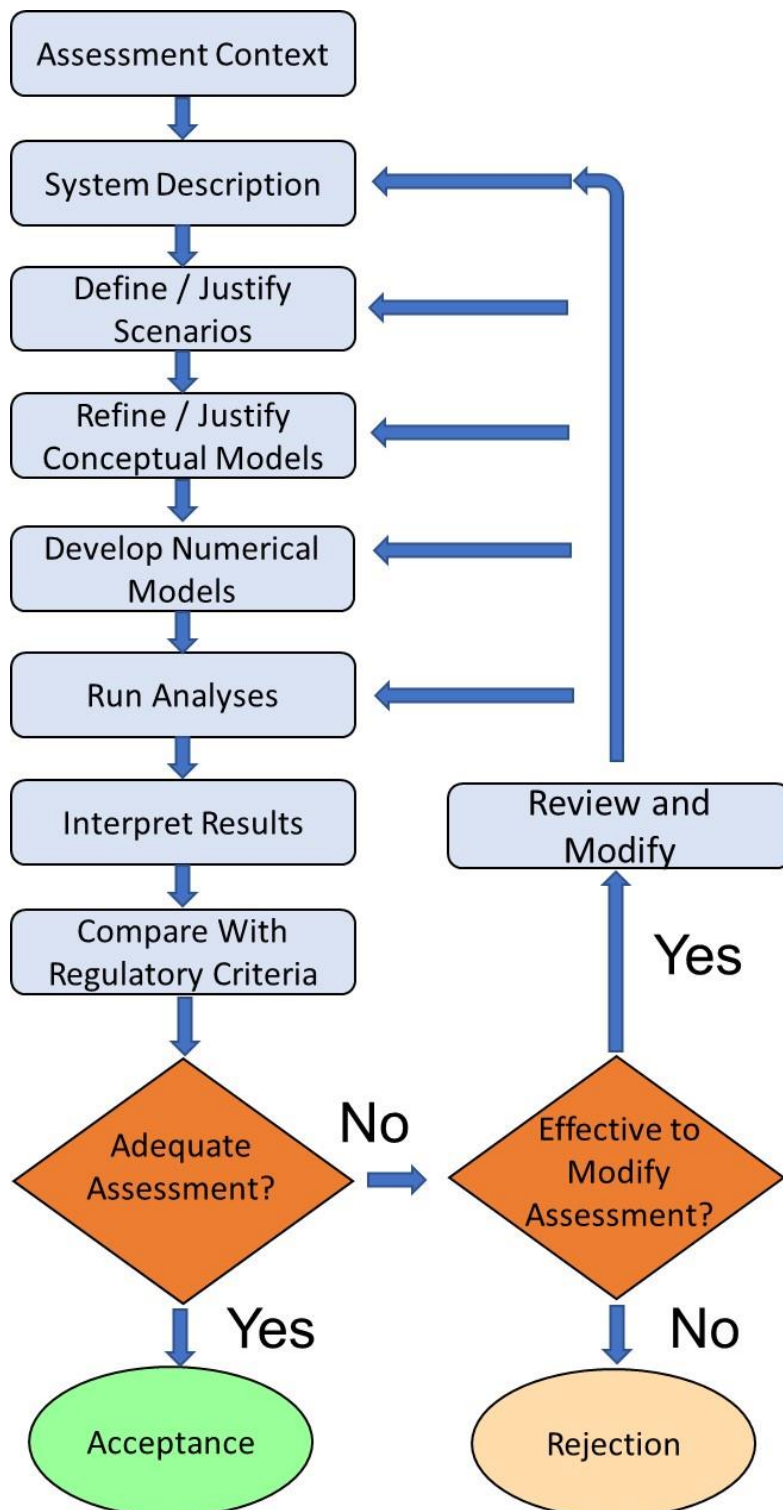 Assessment Context
System Description
Define / Justify
Scenarios
Refine / Justify
Conceptual Models
Develop Numerical
Models
Run Analyses
Interpret Results
Review and
Modify
Compare With
Regulatory Criteria
Yes
Adequate
Assessment?
No
Effective to
Modify
Assessment?
Yes
No
Acceptance
Rejection